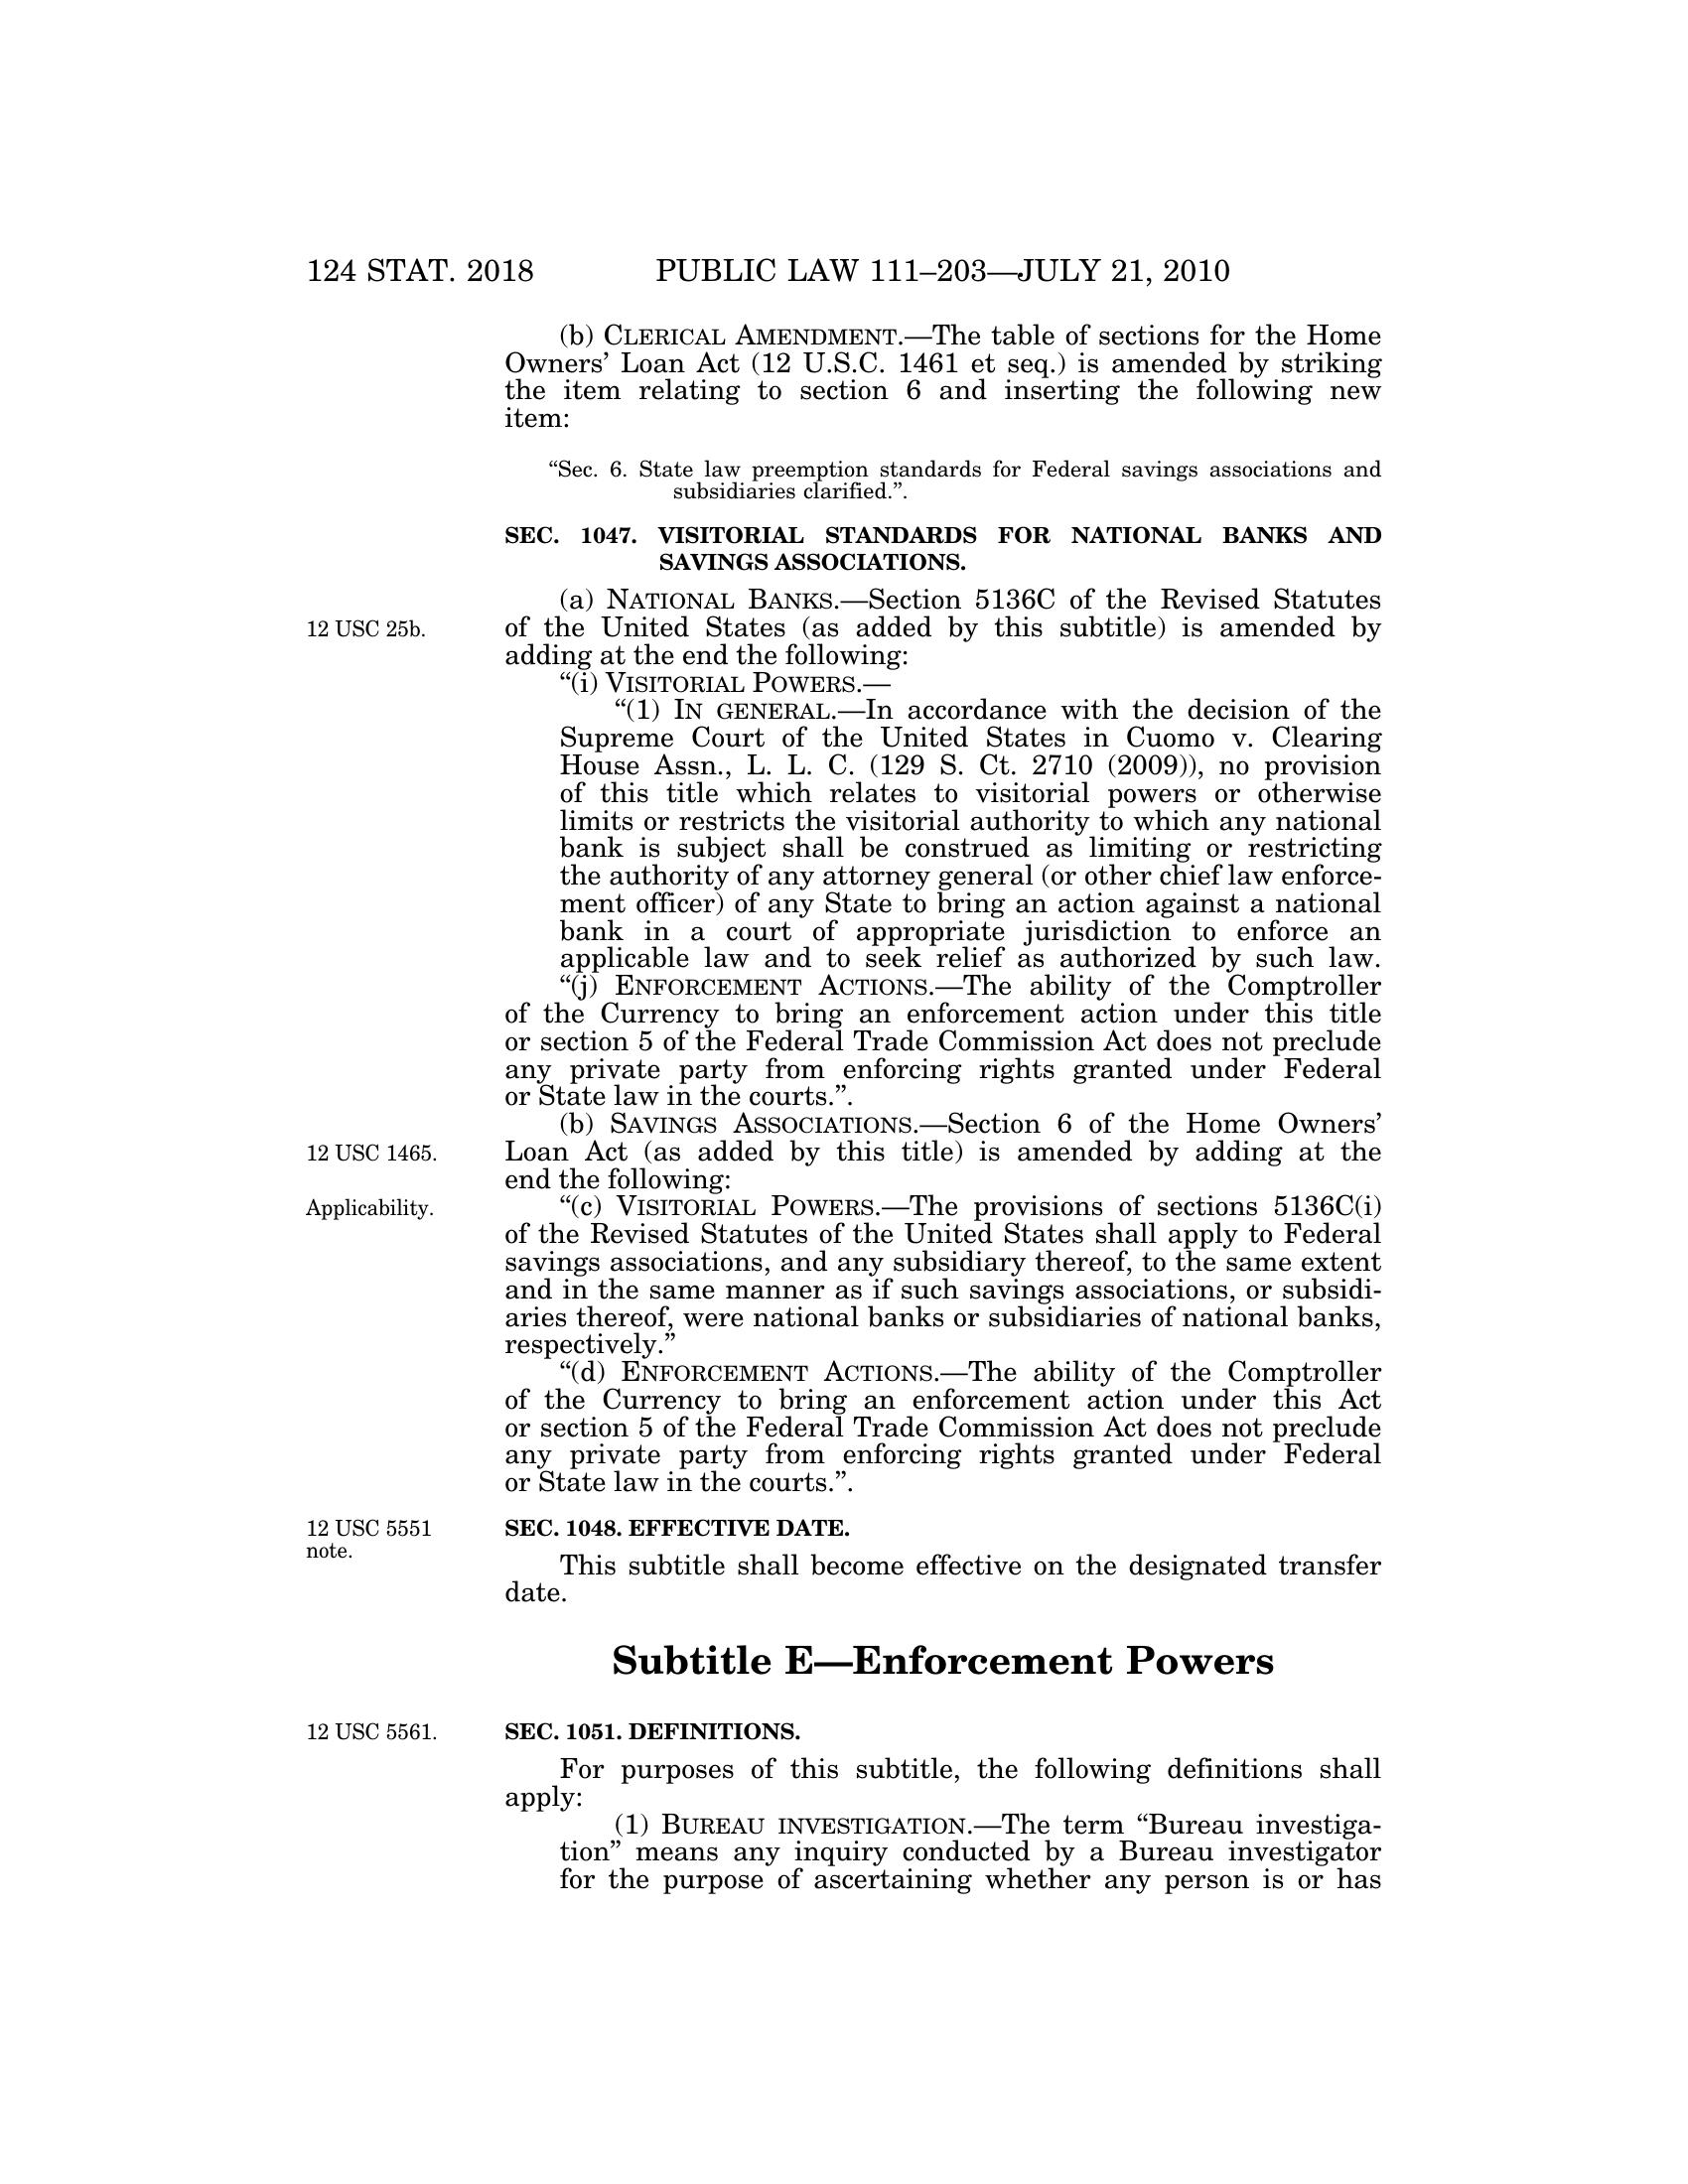 124 STAT. 2018 PUBLIC LAW 111–203—JULY 21, 2010
(b) CLERICAL AMENDMENT.—The table of sections for the Home
Owners’ Loan Act (12 U.S.C. 1461 et seq.) is amended by striking
the item relating to section 6 and inserting the following new
item:
“Sec. 6. State law preemption standards for Federal savings associations and
subsidiaries clarified.”.
SEC. 1047. VISITORIAL STANDARDS FOR NATIONAL BANKS AND
SAVINGS ASSOCIATIONS.
(a) NATIONAL BANKS.—Section 5136C of the Revised Statutes
12 USC 25b.
of the United States (as added by this subtitle) is amended by
adding at the end the following:
“(i) VISITORIAL POWERS.—
“(1) IN GENERAL.—In accordance with the decision of the
Supreme Court of the United States in Cuomo v. Clearing
House Assn., L. L. C. (129 S. Ct. 2710 (2009)), no provision
of this title which relates to visitorial powers or otherwise
limits or restricts the visitorial authority to which any national
bank is subject shall be construed as limiting or restricting
the authority of any attorney general (or other chief law enforce-
ment officer) of any State to bring an action against a national
bank in a court of appropriate jurisdiction to enforce an
applicable law and to seek relief as authorized by such law.
“(j) ENFORCEMENT ACTIONS.—The ability of the Comptroller
of the Currency to bring an enforcement action under this title
or section 5 of the Federal Trade Commission Act does not preclude
any private party from enforcing rights granted under Federal
or State law in the courts.”.
(b) SAVINGS ASSOCIATIONS.—Section 6 of the Home Owners’
12 USC 1465.
Loan Act (as added by this title) is amended by adding at the
end the following:
Applicability.
“(c) VISITORIAL POWERS.—The provisions of sections 5136C(i)
of the Revised Statutes of the United States shall apply to Federal
savings associations, and any subsidiary thereof, to the same extent
and in the same manner as if such savings associations, or subsidi-
aries thereof, were national banks or subsidiaries of national banks,
respectively.”
“(d) ENFORCEMENT ACTIONS.—The ability of the Comptroller
of the Currency to bring an enforcement action under this Act
or section 5 of the Federal Trade Commission Act does not preclude
any private party from enforcing rights granted under Federal
or State law in the courts.”.
12 USC 5551
note.
SEC. 1048. EFFECTIVE DATE.
This subtitle shall become effective on the designated transfer
date.
Subtitle E—Enforcement Powers
12 USC 5561.
SEC. 1051. DEFINITIONS.
For purposes of this subtitle, the following definitions shall
apply:
(1) BUREAU INVESTIGATION.—The term “Bureau investiga-
tion” means any inquiry conducted by a Bureau investigator
for the purpose of ascertaining whether any person is or has